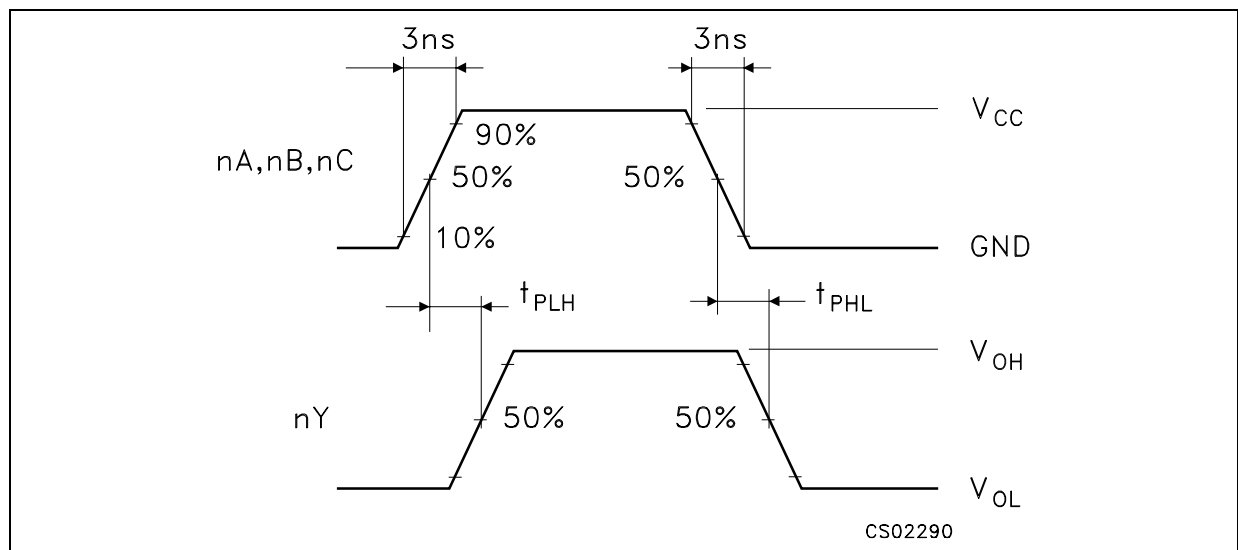 3ns 3ns
V_CC
90%
nA,nB,nC
50% 50%
10%
GND
t_PLH t_PHL
V_OH
nY
50% 50%
V_OL
CS02290